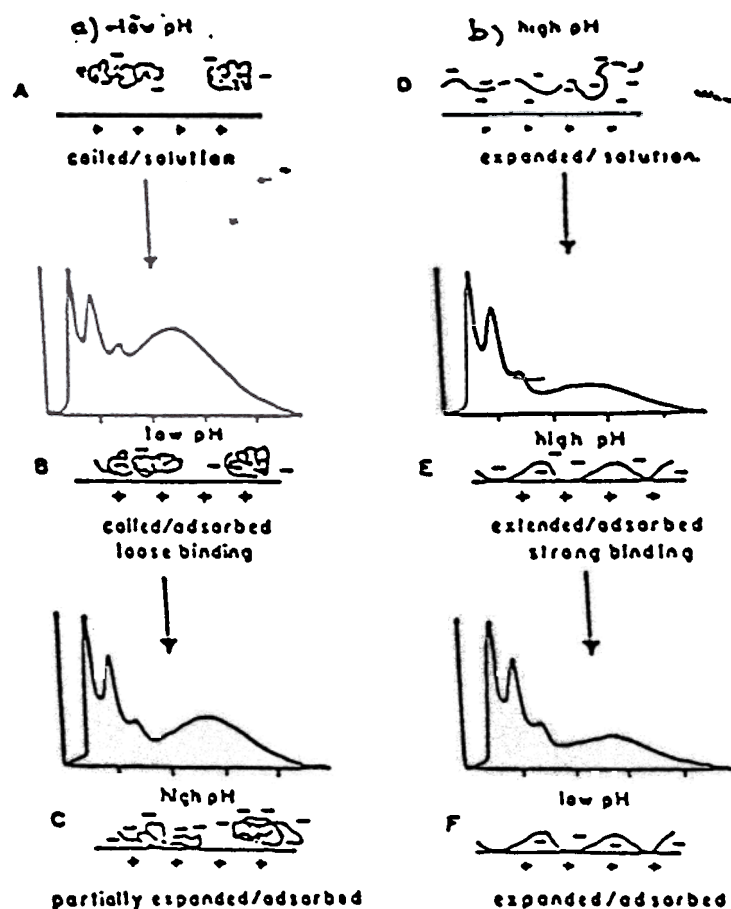 a) low pH
A
coiled/solution
low pH
B
coiled/adsorbed
loose binding
high pH
C
partially expanded/adsorbed
b) high pH
D
expanded/solution
high pH
E
extended/adsorbed
strong binding
low pH
F
expanded/adsorbed